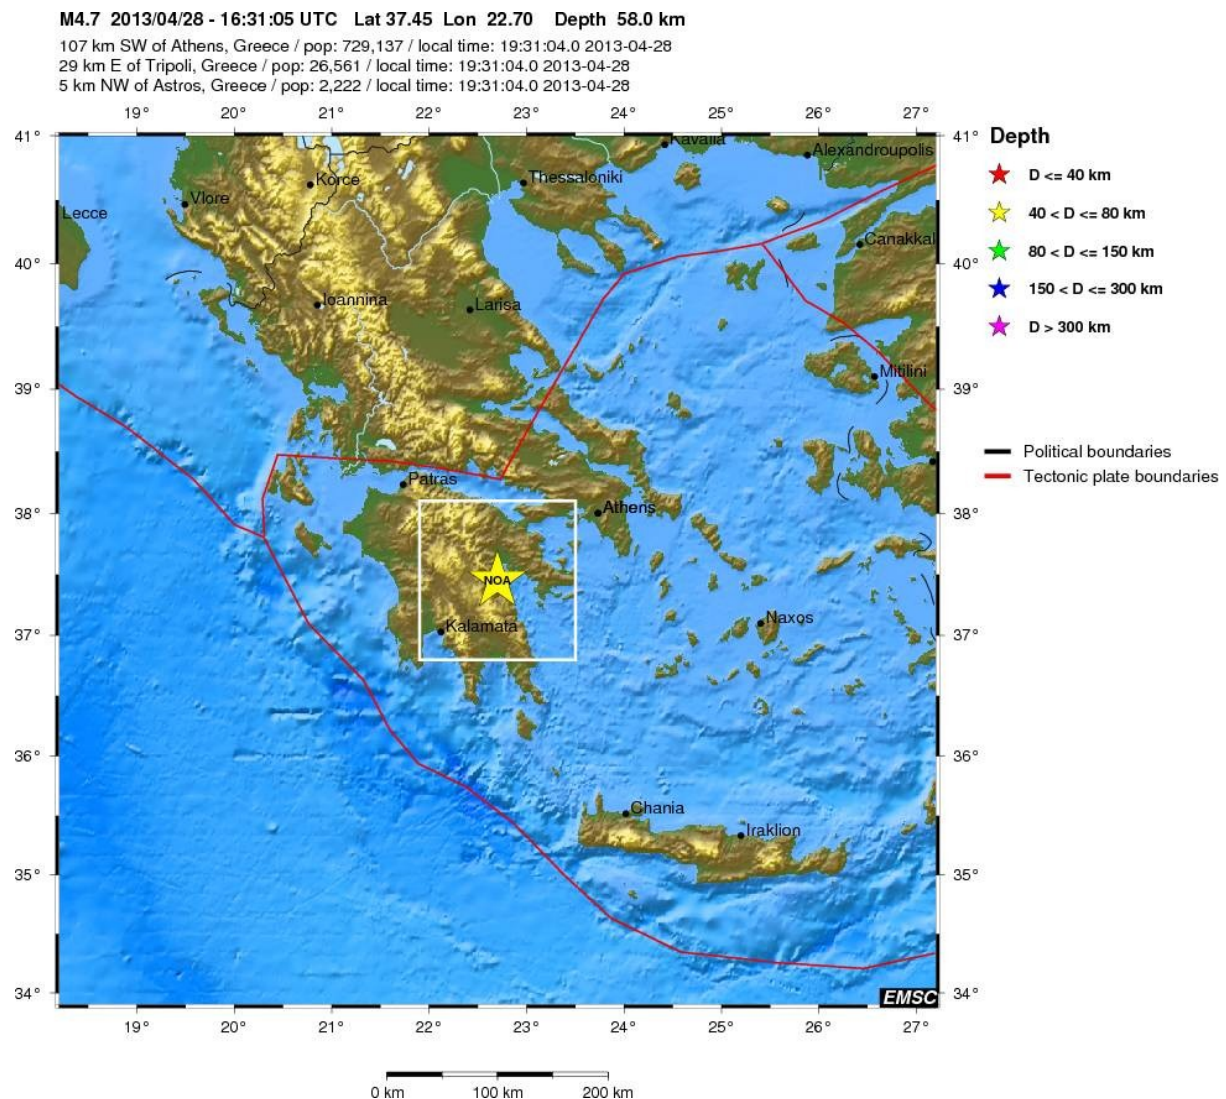 M4.7 2013/04/28 - 16:31:05 UTC Lat 37.45 Lon 22.70 Depth 58.0 km
107 km SW of Athens, Greece / pop: 729,137 / local time: 19:31:04.0 2013-04-28
29 km E of Tripoli, Greece / pop: 26,561 / local time: 19:31:04.0 2013-04-28
5 km NW of Astros, Greece / pop: 2,222 / local time: 19:31:04.0 2013-04-28
19° 20° 21° 22° 23° 24° 25° 26° 27°
41° 41°
Kavalla
Alexandroupolis
Korce
Thessaloniki
Vlore
Lecce
Canakkal
40° 40°
Ioannina
Larisa
Mitilini
39° 39°
Patras
Athens
38° 38°
NOA
Kalamata
Naxos
37° 37°
36° 36°
Chania
Iraklion
35° 35°
34° 34°
EMSC
19° 20° 21° 22° 23° 24° 25° 26° 27°
0 km 100 km 200 km
Depth
D <= 40 km
40 < D <= 80 km
80 < D <= 150 km
150 < D <= 300 km
D > 300 km
Political boundaries
Tectonic plate boundaries